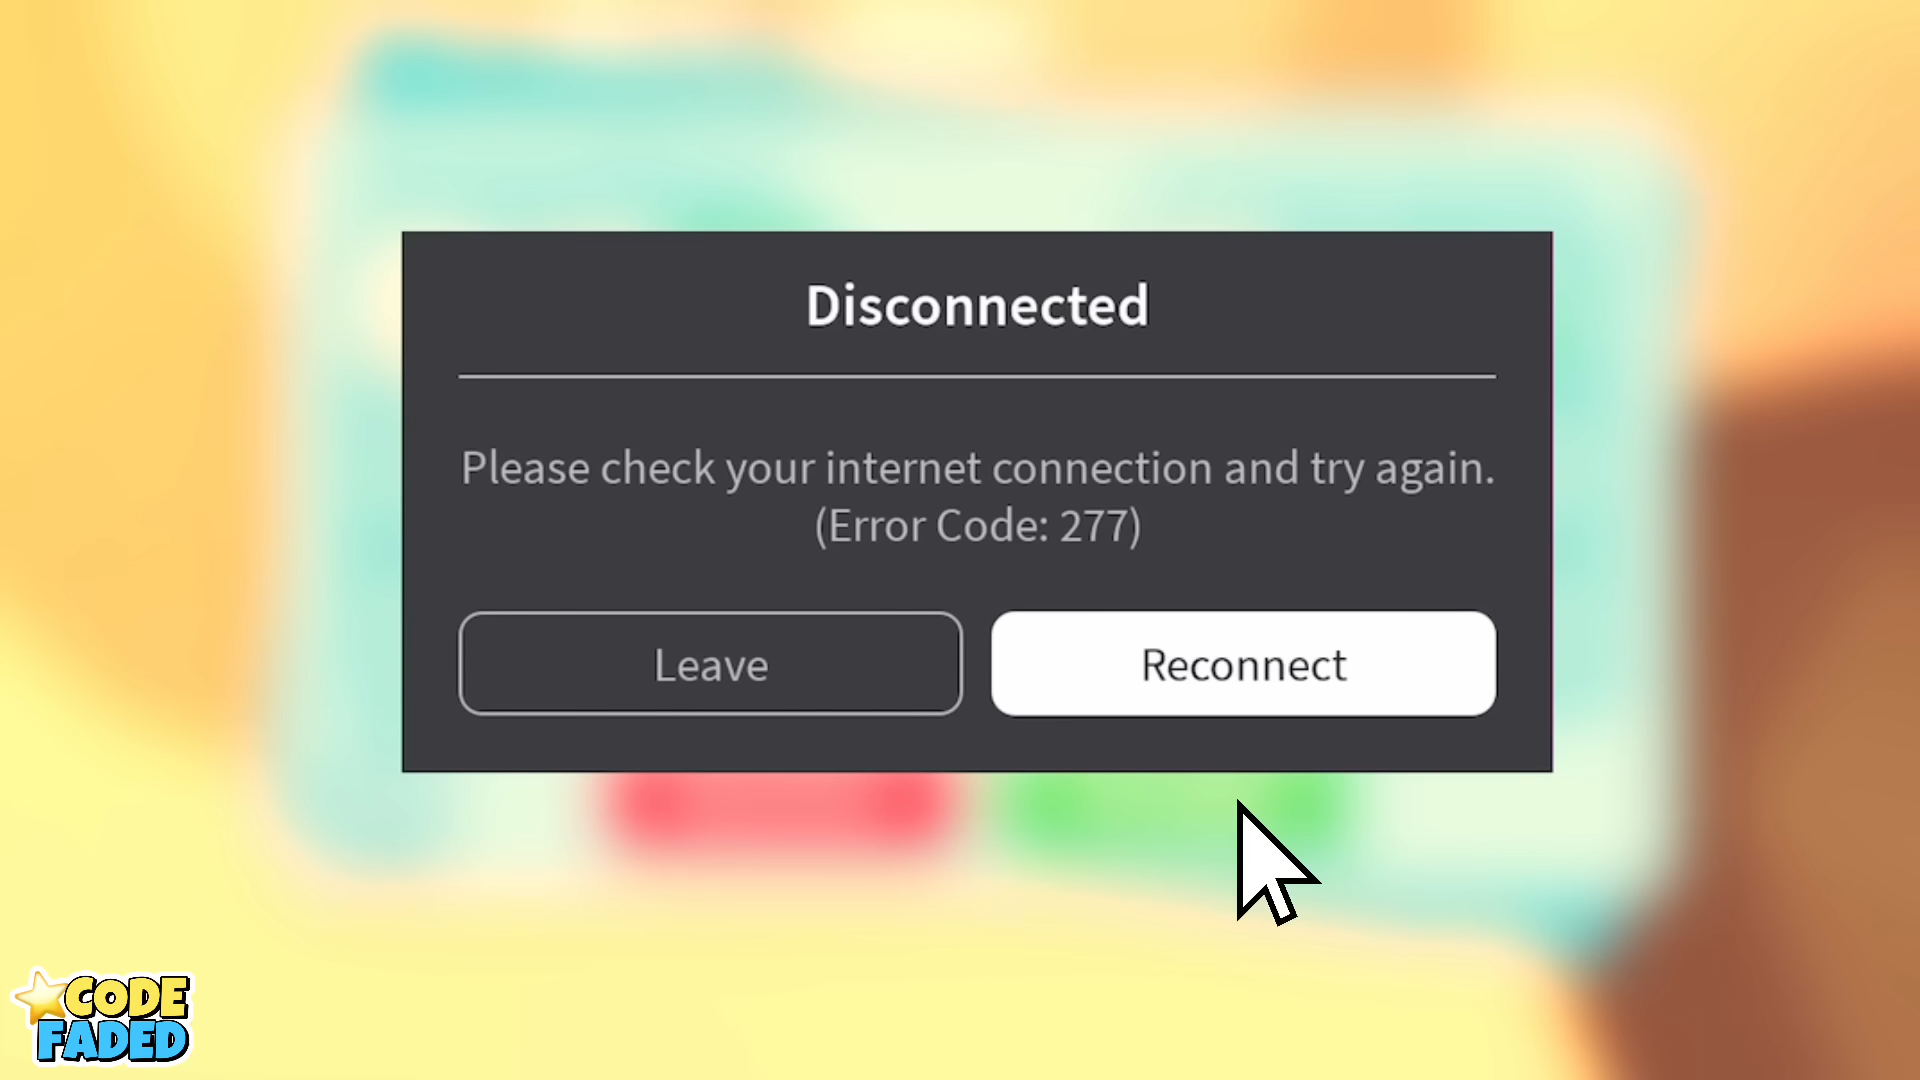 Disconnected
Please check your internet connection and try again.
(Error Code: 277)
Leave
Reconnect
CODE
FADED